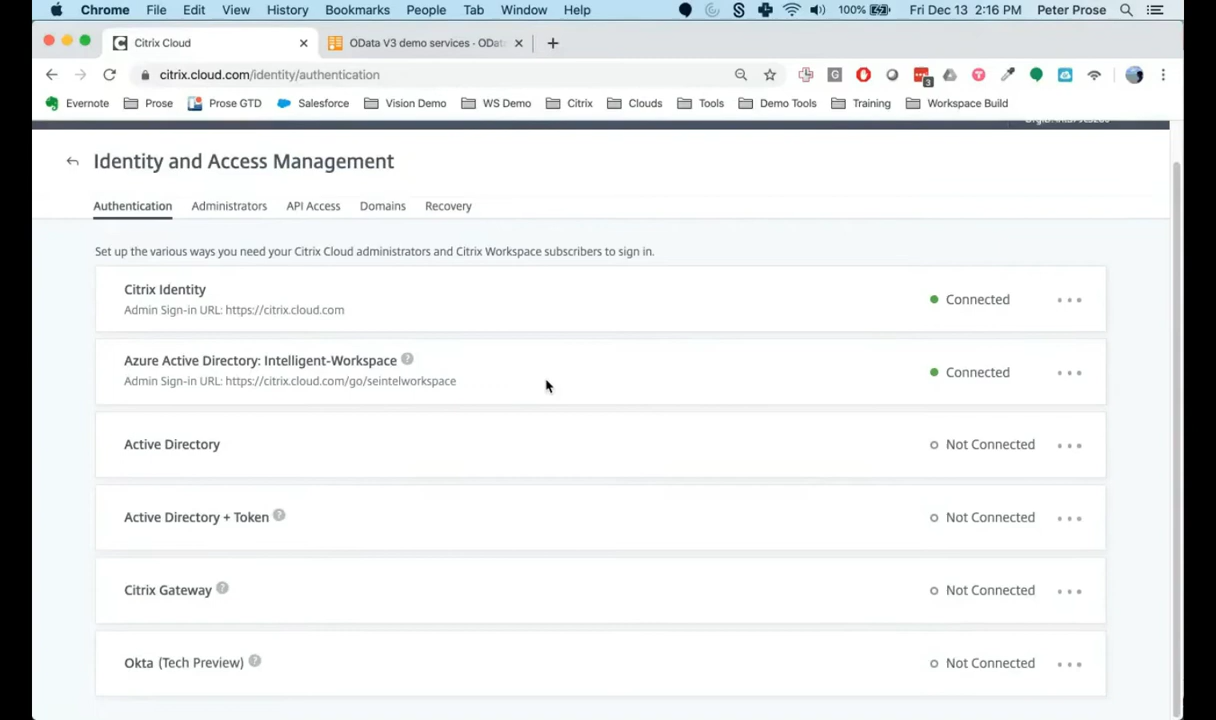 Chrome File Edit View History Bookmarks People Tab Window Help 100% Fri Dec 13 2:16 PM Peter Prose
Citrix Cloud OData V3 demo services · OData
citrix.cloud.com/identity/authentication 3
Evernote Prose Prose GTD Salesforce Vision Demo WS Demo Citrix Clouds Tools Demo Tools Training Workspace Build
Identity and Access Management
Authentication Administrators API Access Domains Recovery
Set up the various ways you need your Citrix Cloud administrators and Citrix Workspace subscribers to sign in.
Citrix Identity
Admin Sign-in URL: https://citrix.cloud.com
Connected
Azure Active Directory: Intelligent-Workspace ?
Admin Sign-in URL: https://citrix.cloud.com/go/seintelworkspace
Connected
Active Directory Not Connected
Active Directory + Token ? Not Connected
Citrix Gateway ? Not Connected
Okta (Tech Preview) ? Not Connected